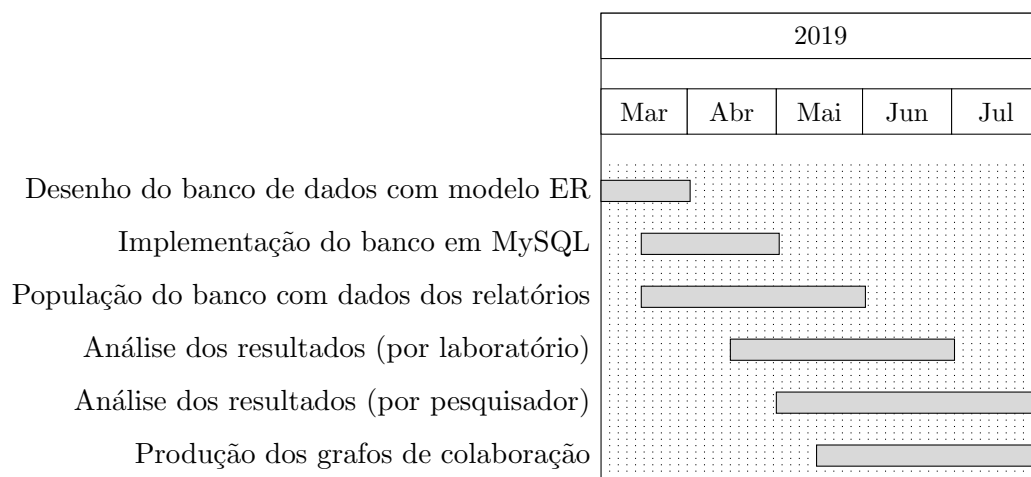 2019
Mar Abr Mai Jun Jul
Desenho do banco de dados com modelo ER
Implementação do banco em MySQL
População do banco com dados dos relatórios
Análise dos resultados (por laboratório)
Análise dos resultados (por pesquisador)
Produção dos grafos de colaboração